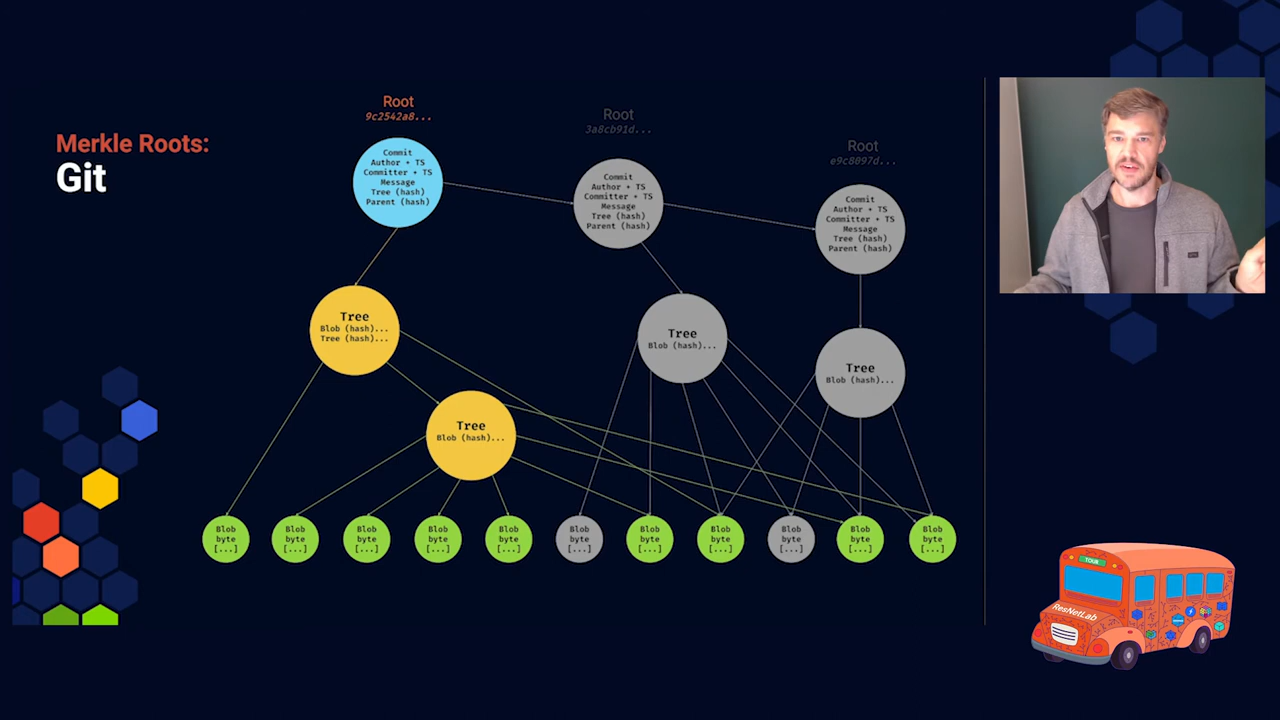 Merkle Roots:
Git
Root
9c2542a8...
Root
3a8cb91d...
Root
e9c8097d...
Commit
Author + TS
Committer + TS
Message
Tree (hash)
Parent (hash)
Commit
Author + TS
Committer + TS
Message
Tree (hash)
Parent (hash)
Commit
Author + TS
Committer + TS
Message
Tree (hash)
Parent (hash)
Tree
Blob (hash)...
Tree (hash)...
Tree
Blob (hash)...
Tree
Blob (hash)...
Tree
Blob (hash)...
Blob
byte
[...]
Blob
byte
[...]
Blob
byte
[...]
Blob
byte
[...]
Blob
byte
[...]
Blob
byte
[...]
Blob
byte
[...]
Blob
byte
[...]
Blob
byte
[...]
Blob
byte
[...]
Blob
byte
[...]
TOUR
ResNetLab